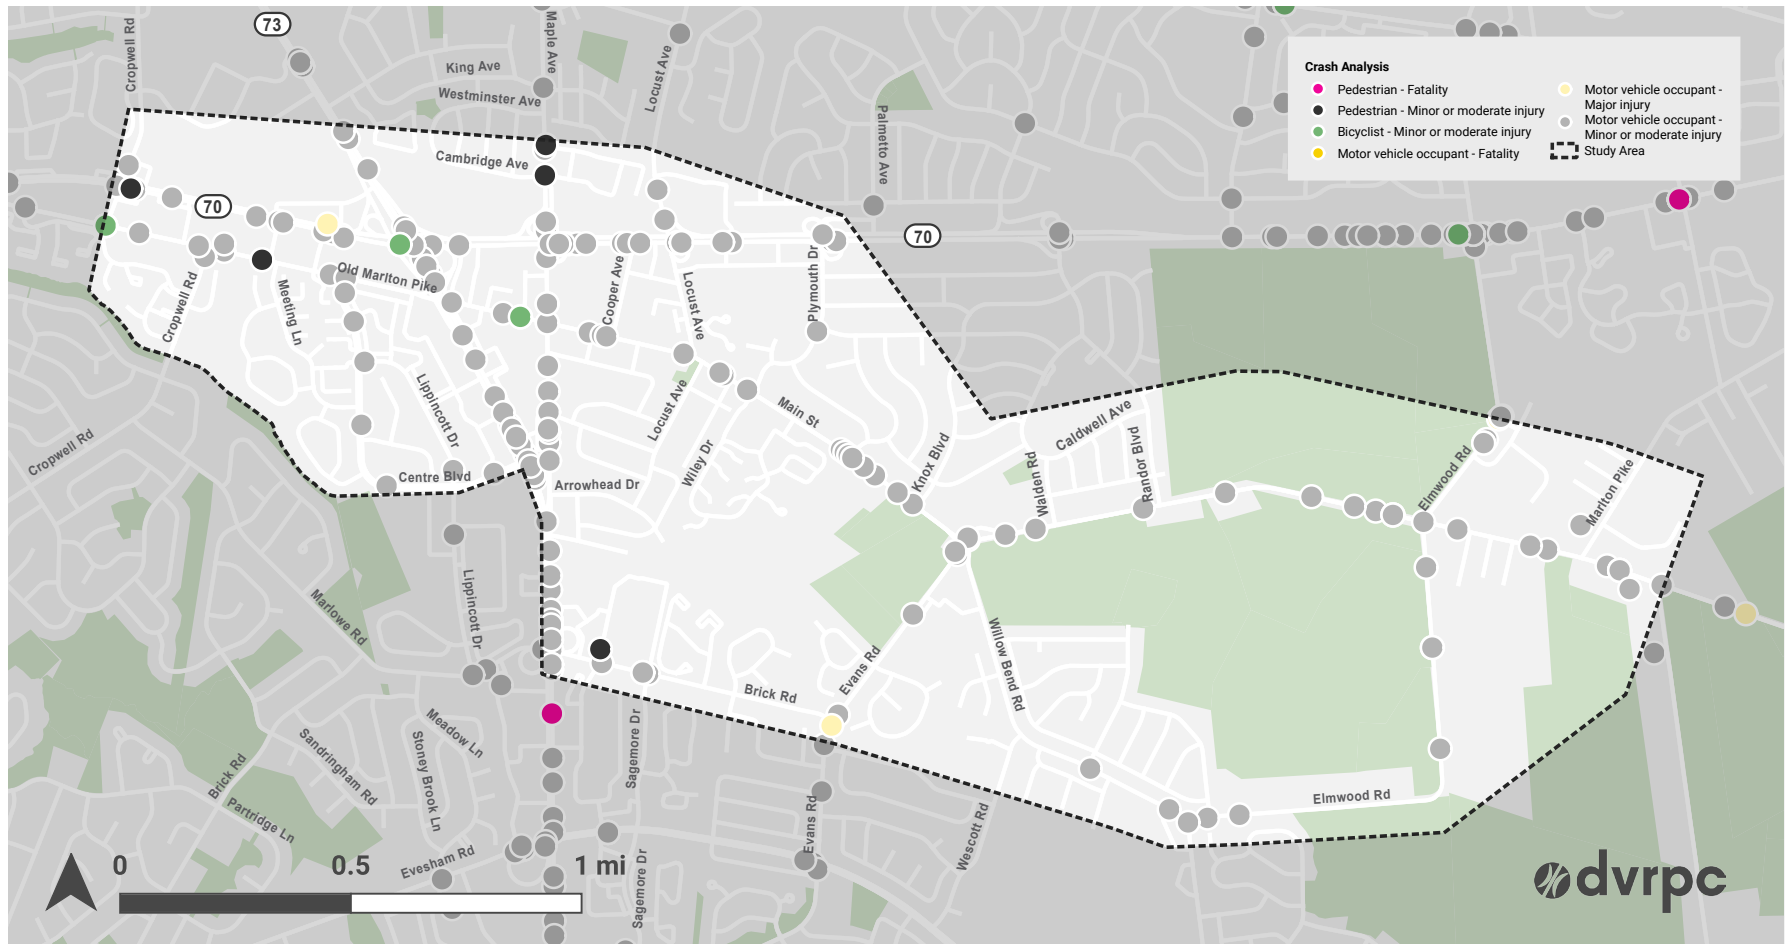 73
Cropwell Rd
Maple Ave
King Ave
Westminster Ave
Locust Ave
Palmetto Ave
Crash Analysis
Pedestrian - Fatality
Pedestrian - Minor or moderate injury
Bicyclist - Minor or moderate injury
Motor vehicle occupant - Fatality
Motor vehicle occupant -
Major injury
Motor vehicle occupant -
Minor or moderate injury
Study Area
Cambridge Ave
70
70
Old Marlton Pike
Cropwell Rd
Meeting Ln
Cooper Ave
Locust Ave
Plymouth Dr
Lippincott Dr
Locust Ave
Main St
Wiley Dr
Knox Blvd
Caldwell Ave
Walden Rd
Randor Blvd
Elmwood Rd
Marlton Pike
Cropwell Rd
Centre Blvd
Arrowhead Dr
Marlowe Rd
Lippincott Dr
Willow Bend Rd
Evans Rd
Brick Rd
Meadow Ln
Sandringham Rd
Stoney Brook Ln
Sagemore Dr
Brick Rd
Partridge Ln
Evans Rd
Wescott Rd
Elmwood Rd
Evesham Rd
Sagemore Dr
0 0.5 1 mi
dvrpc